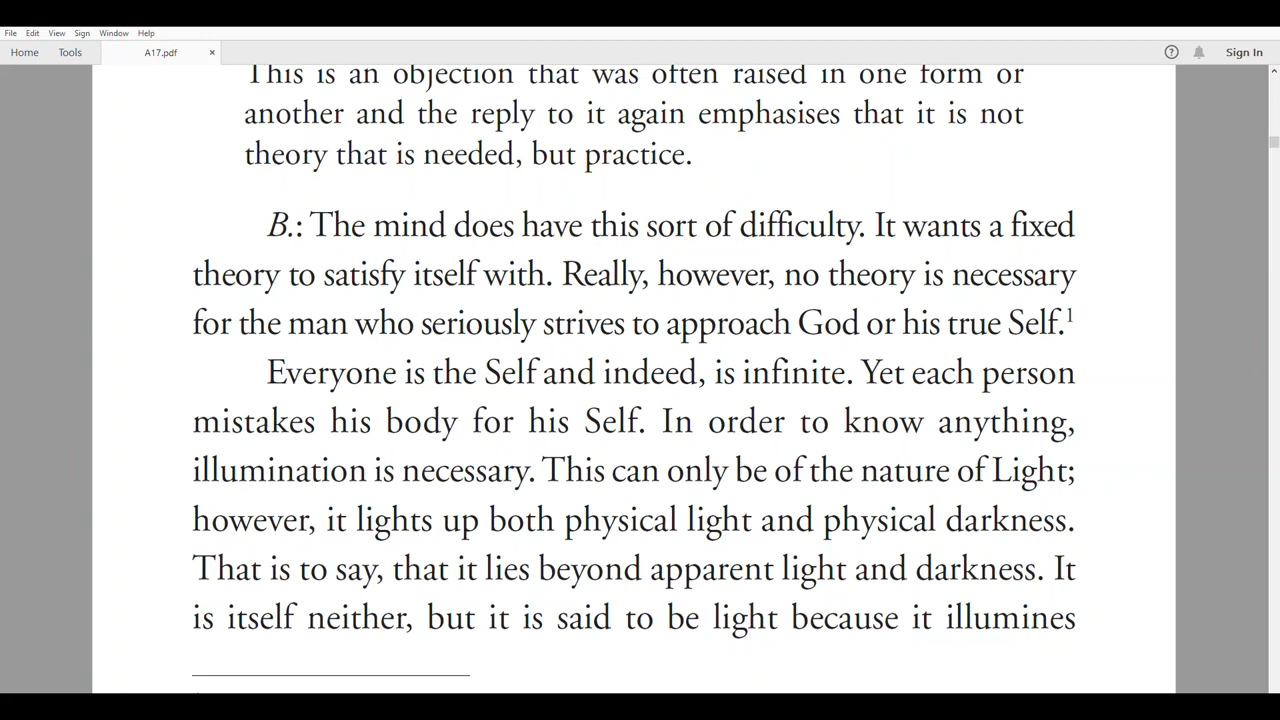 File Edit View Sign Window Help
Home Tools A17.pdf × ? Sign In
This is an objection that was often raised in one form or
another and the reply to it again emphasises that it is not
theory that is needed, but practice.
B.: The mind does have this sort of difficulty. It wants a fixed
theory to satisfy itself with. Really, however, no theory is necessary
for the man who seriously strives to approach God or his true Self.1
Everyone is the Self and indeed, is infinite. Yet each person
mistakes his body for his Self. In order to know anything,
illumination is necessary. This can only be of the nature of Light;
however, it lights up both physical light and physical darkness.
That is to say, that it lies beyond apparent light and darkness. It
is itself neither, but it is said to be light because it illumines